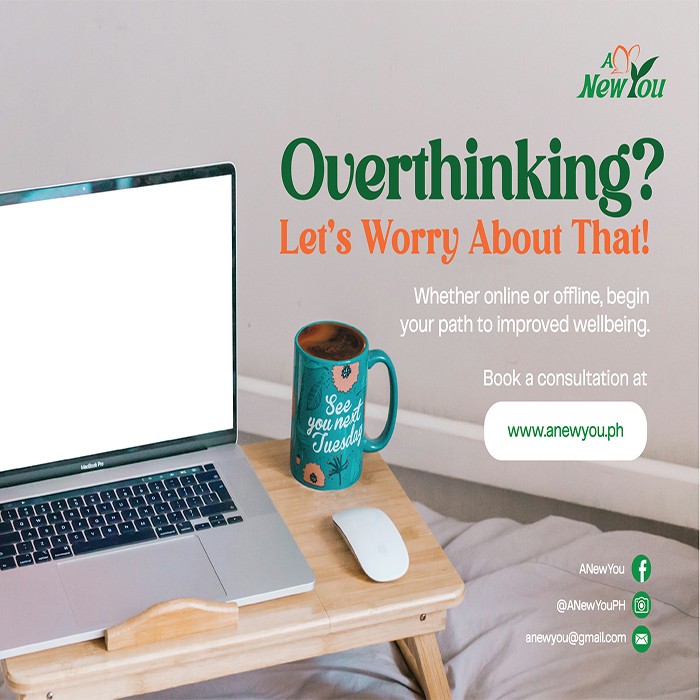 A
New You
Overthinking?
Let's Worry About That!
Whether online or offline, begin
your path to improved wellbeing.
Book a consultation at
www.anewyou.ph
See
you next
Tuesday
MacBook Pro
ANewYou
@ANewYouPH
anewyou@gmail.com